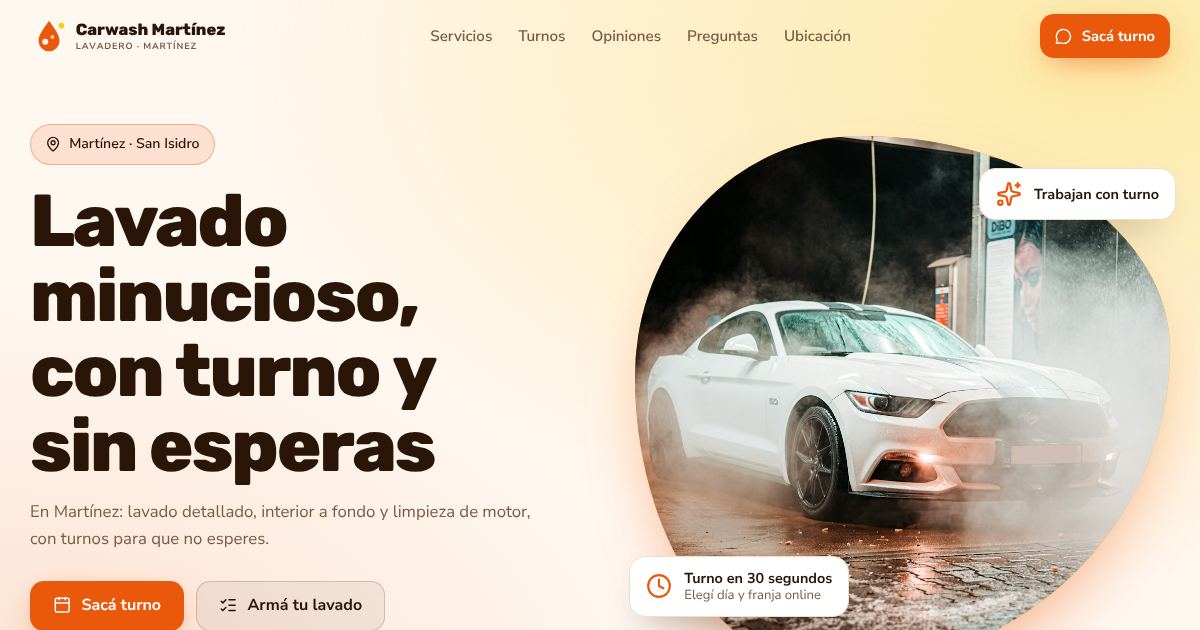 Carwash Martínez
LAVADERO · MARTÍNEZ
Servicios
Turnos
Opiniones
Preguntas
Ubicación
Sacá turno
Martínez · San Isidro
Trabajan con turno
DiBO
Lavado
minucioso,
con turno y
sin esperas
En Martínez: lavado detallado, interior a fondo y limpieza de motor,
con turnos para que no esperes.
Turno en 30 segundos
Elegí día y franja online
Sacá turno
Armá tu lavado